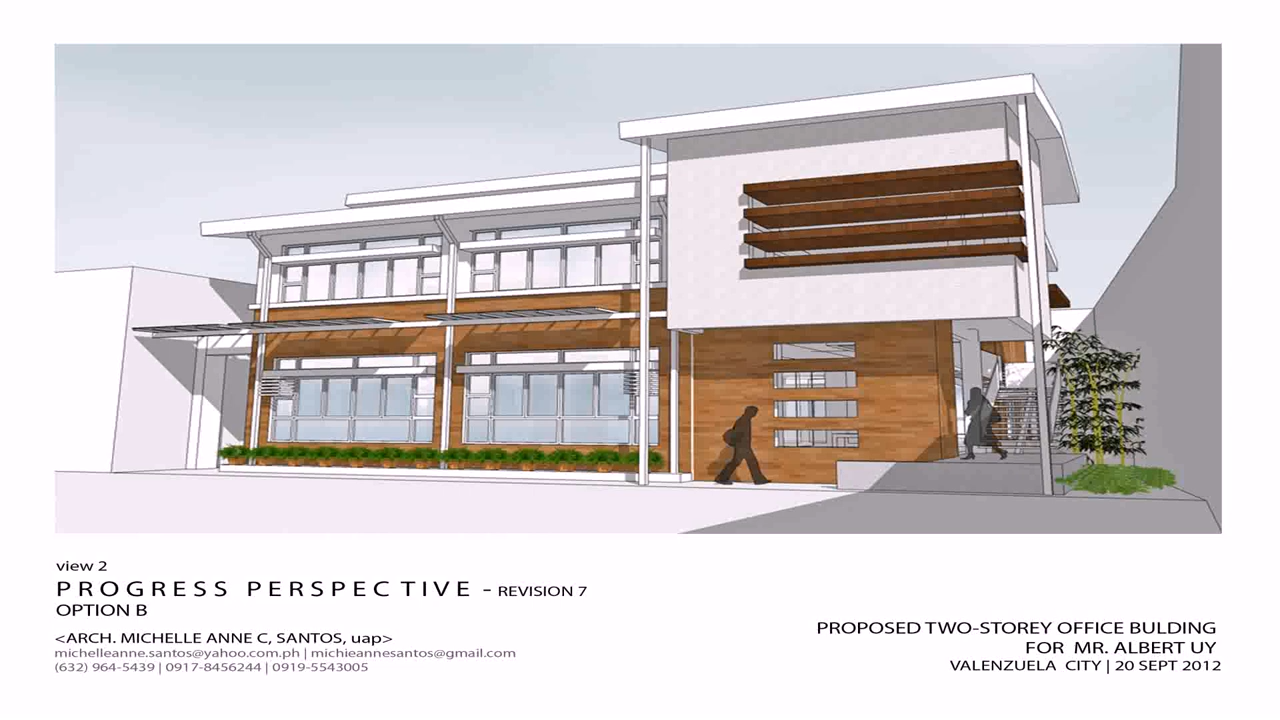 view 2
PROGRESS PERSPECTIVE - REVISION 7
OPTION B
<ARCH. MICHELLE ANNE C, SANTOS, uap>
michelleanne.santos@yahoo.com.ph | michieannesantos@gmail.com
(632) 964-5439 | 0917-8456244 | 0919-5543005
PROPOSED TWO-STOREY OFFICE BULDING
FOR MR. ALBERT UY
VALENZUELA CITY | 20 SEPT 2012